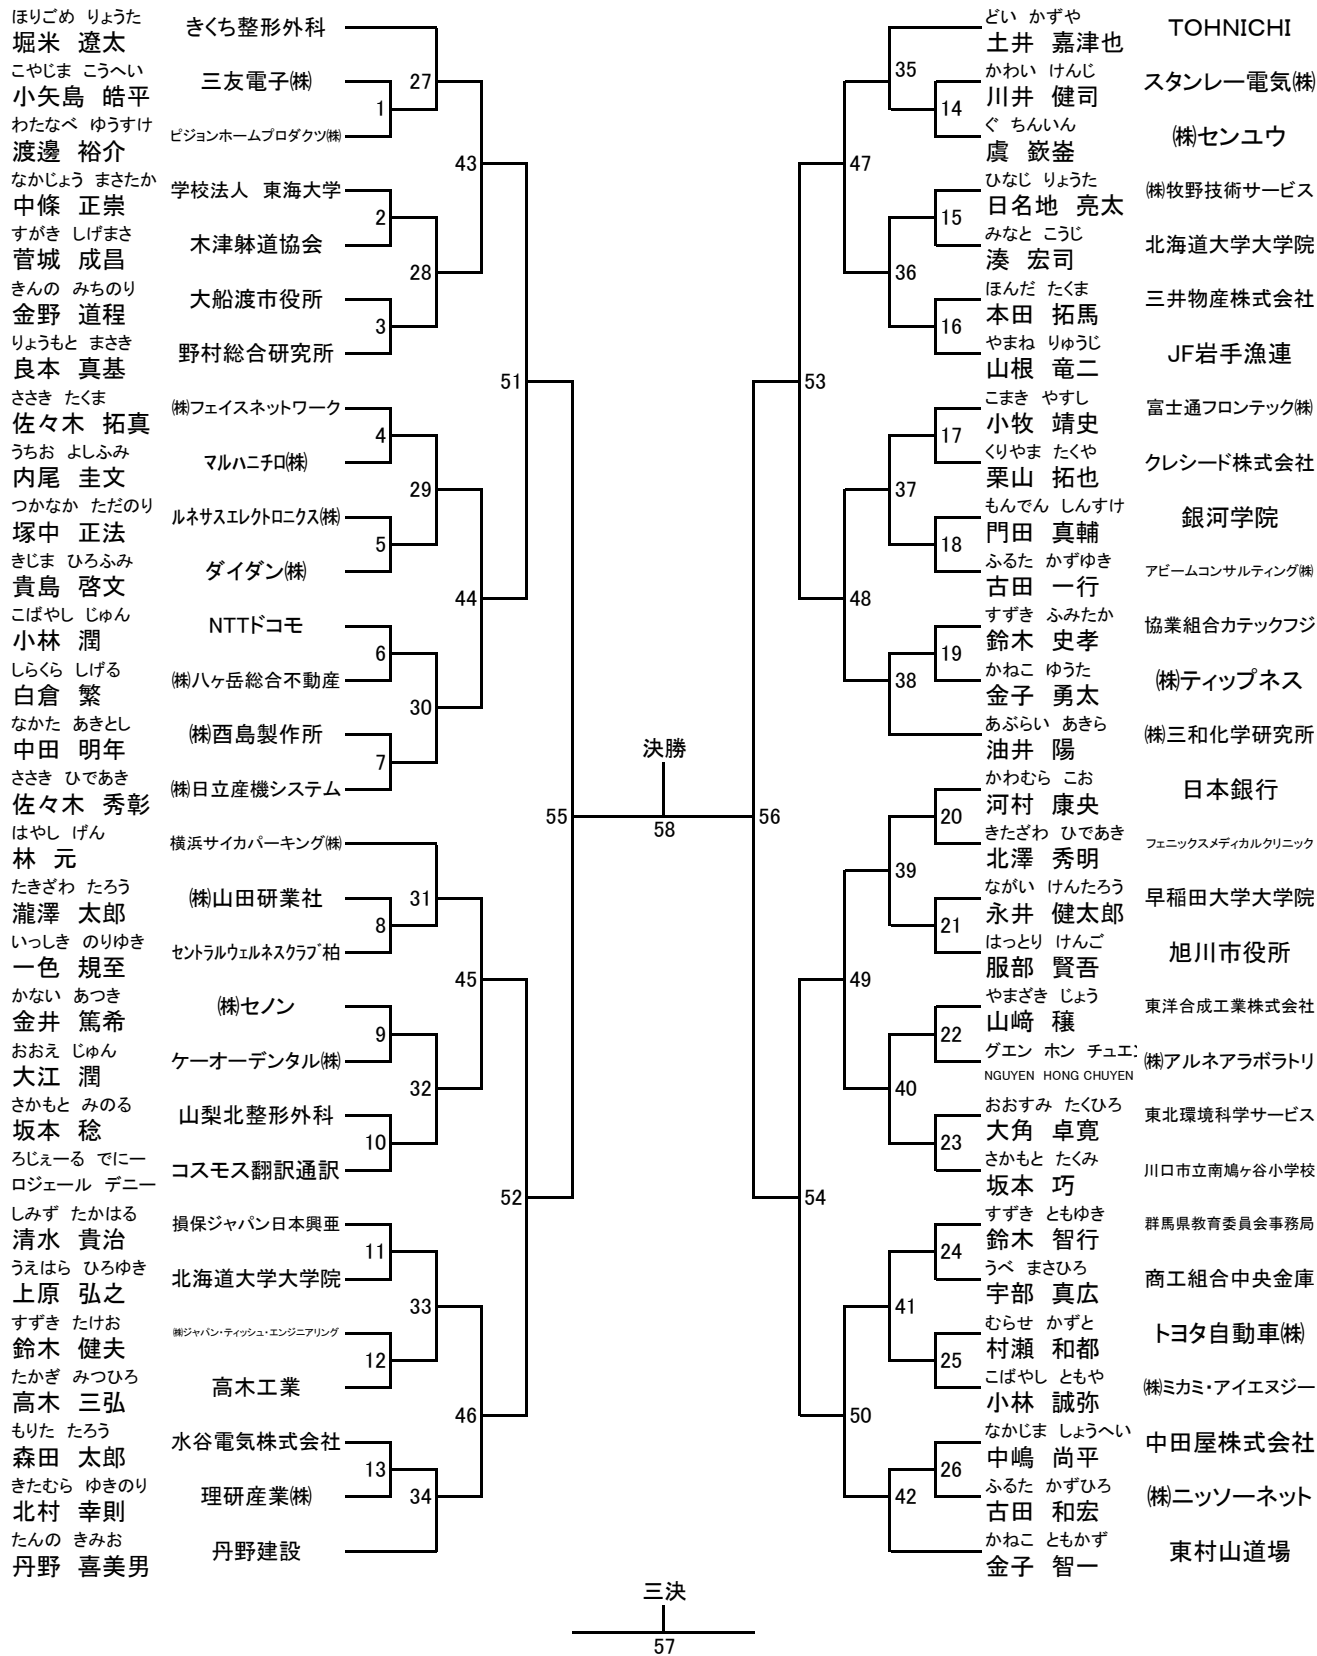 ほりごめ りょうた
堀米 遼太 きくち整形外科
こやじま こうへい
小矢島 皓平 三友電子㈱
わたなべ ゆうすけ
渡邊 裕介 ピジョンホームプロダクツ㈱
なかじょう まさたか
中條 正崇 学校法人 東海大学
すがき しげまさ
菅城 成昌 木津躰道協会
きんの みちのり
金野 道程 大船渡市役所
りょうもと まさき
良本 真基 野村総合研究所
ささき たくま
佐々木 拓真 ㈱フェイスネットワーク
うちお よしふみ
内尾 圭文 マルハニチロ㈱
つかなか ただのり
塚中 正法 ルネサスエレクトロニクス㈱
きじま ひろふみ
貴島 啓文 ダイダン㈱
こばやし じゅん
小林 潤 NTTドコモ
しらくら しげる
白倉 繁 ㈱八ヶ岳総合不動産
なかた あきとし
中田 明年 ㈱酉島製作所
ささき ひであき
佐々木 秀彰 ㈱日立産機システム
はやし げん
林 元 横浜サイカパーキング㈱
たきざわ たろう
瀧澤 太郎 ㈱山田研業社
いっしき のりゆき
一色 規至 セントラルウェルネスクラブ柏
かない あつき
金井 篤希 ㈱セノン
おおえ じゅん
大江 潤 ケーオーデンタル㈱
さかもと みのる
坂本 稔 山梨北整形外科
ろじぇーる でにー
ロジェール デニー コスモス翻訳通訳
しみず たかはる
清水 貴治 損保ジャパン日本興亜
うえはら ひろゆき
上原 弘之 北海道大学大学院
すずき たけお
鈴木 健夫 ㈱ジャパン・ティッシュ・エンジニアリング
たかぎ みつひろ
高木 三弘 高木工業
もりた たろう
森田 太郎 水谷電気株式会社
きたむら ゆきのり
北村 幸則 理研産業㈱
たんの きみお
丹野 喜美男 丹野建設
1
2
3
4
5
6
7
8
9
10
11
12
13
27
28
29
30
31
32
33
34
43
44
45
46
51
52
55
決勝
58
三決
57
56
53
54
47
48
49
50
35
36
37
38
39
40
41
42
14
15
16
17
18
19
20
21
22
23
24
25
26
どい かずや
土井 嘉津也 TOHNICHI
かわい けんじ
川井 健司 スタンレー電気㈱
ぐ ちんいん
虞 嶔崟 ㈱センユウ
ひなじ りょうた
日名地 亮太 ㈱牧野技術サービス
みなと こうじ
湊 宏司 北海道大学大学院
ほんだ たくま
本田 拓馬 三井物産株式会社
やまね りゅうじ
山根 竜二 JF岩手漁連
こまき やすし
小牧 靖史 富士通フロンテック㈱
くりやま たくや
栗山 拓也 クレシード株式会社
もんでん しんすけ
門田 真輔 銀河学院
ふるた かずゆき
古田 一行 アビームコンサルティング㈱
すずき ふみたか
鈴木 史孝 協業組合カテックフジ
かねこ ゆうた
金子 勇太 ㈱ティップネス
あぶらい あきら
油井 陽 ㈱三和化学研究所
かわむら こお
河村 康央 日本銀行
きたざわ ひであき
北澤 秀明 フェニックスメディカルクリニック
ながい けんたろう
永井 健太郎 早稲田大学大学院
はっとり けんご
服部 賢吾 旭川市役所
やまざき じょう
山﨑 穣 東洋合成工業株式会社
グエン ホン チュエン
NGUYEN HONG CHUYEN ㈱アルネアラボラトリ
おおすみ たくひろ
大角 卓寛 東北環境科学サービス
さかもと たくみ
坂本 巧 川口市立南鳩ヶ谷小学校
すずき ともゆき
鈴木 智行 群馬県教育委員会事務局
うべ まさひろ
宇部 真広 商工組合中央金庫
むらせ かずと
村瀬 和都 トヨタ自動車㈱
こばやし ともや
小林 誠弥 ㈱ミカミ・アイエヌジー
なかじま しょうへい
中嶋 尚平 中田屋株式会社
ふるた かずひろ
古田 和宏 ㈱ニッソーネット
かねこ ともかず
金子 智一 東村山道場